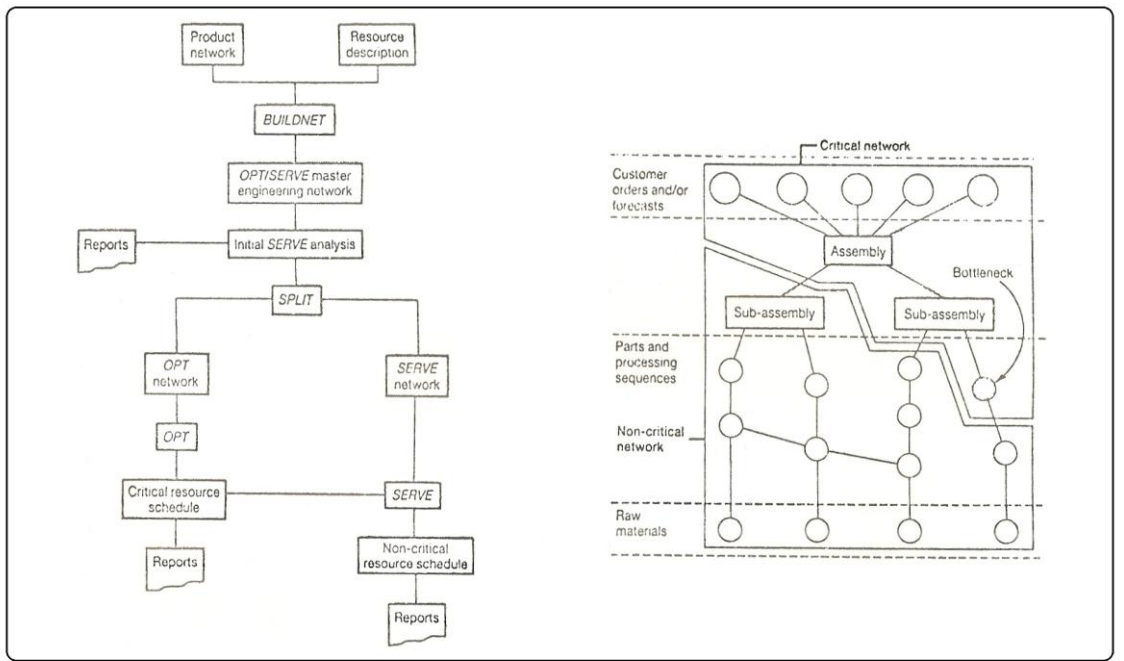 Product
network
Resource
description
BUILDNET
OPT/SERVE master
engineering network
Reports
Initial SERVE analysis
SPLIT
OPT
network
SERVE
network
OPT
Critical resource
schedule
SERVE
Reports
Non-critical
resource schedule
Reports
Critical network
Customer
orders and/or
forecasts
Assembly
Bottleneck
Sub-assembly
Sub-assembly
Parts and
processing
sequences
Non-critical
network
Raw
materials